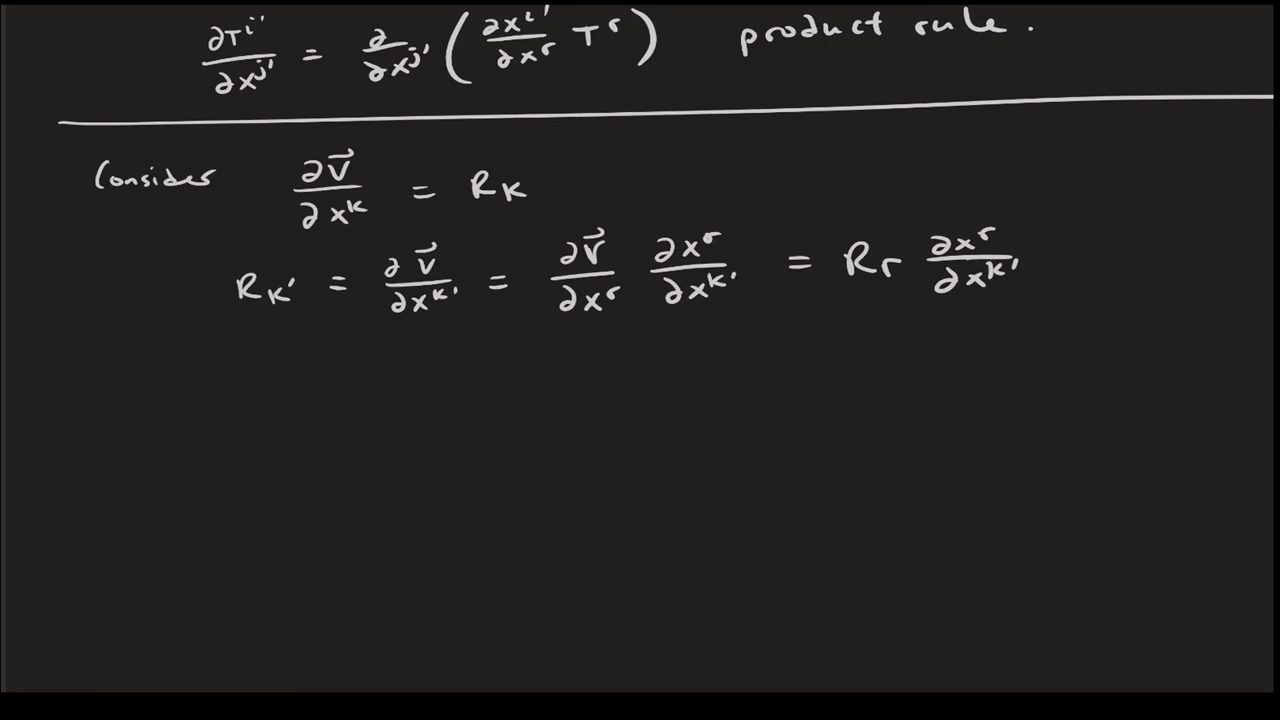 ∂T^i' / ∂x^j' = ∂/∂x^j' ( ∂x^i'/∂x^r T^r ) product rule.
Consider ∂V⃗ / ∂x^k = R_K
R_K' = ∂V⃗ / ∂x^k' = ∂V⃗/∂x^r ∂x^r/∂x^k' = R_r ∂x^r/∂x^k'